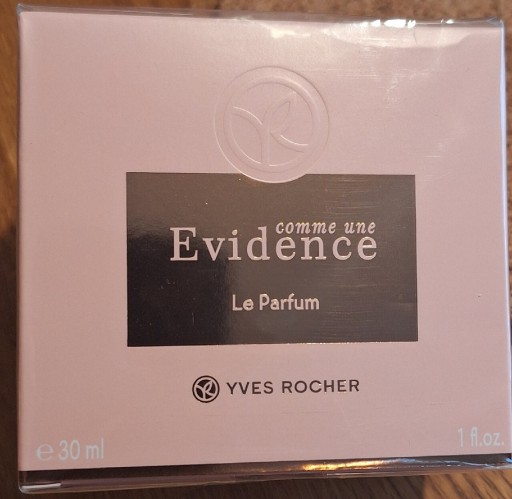 comme une
Evidence
Le Parfum
YVES ROCHER
e 30 ml
1 fl.oz.